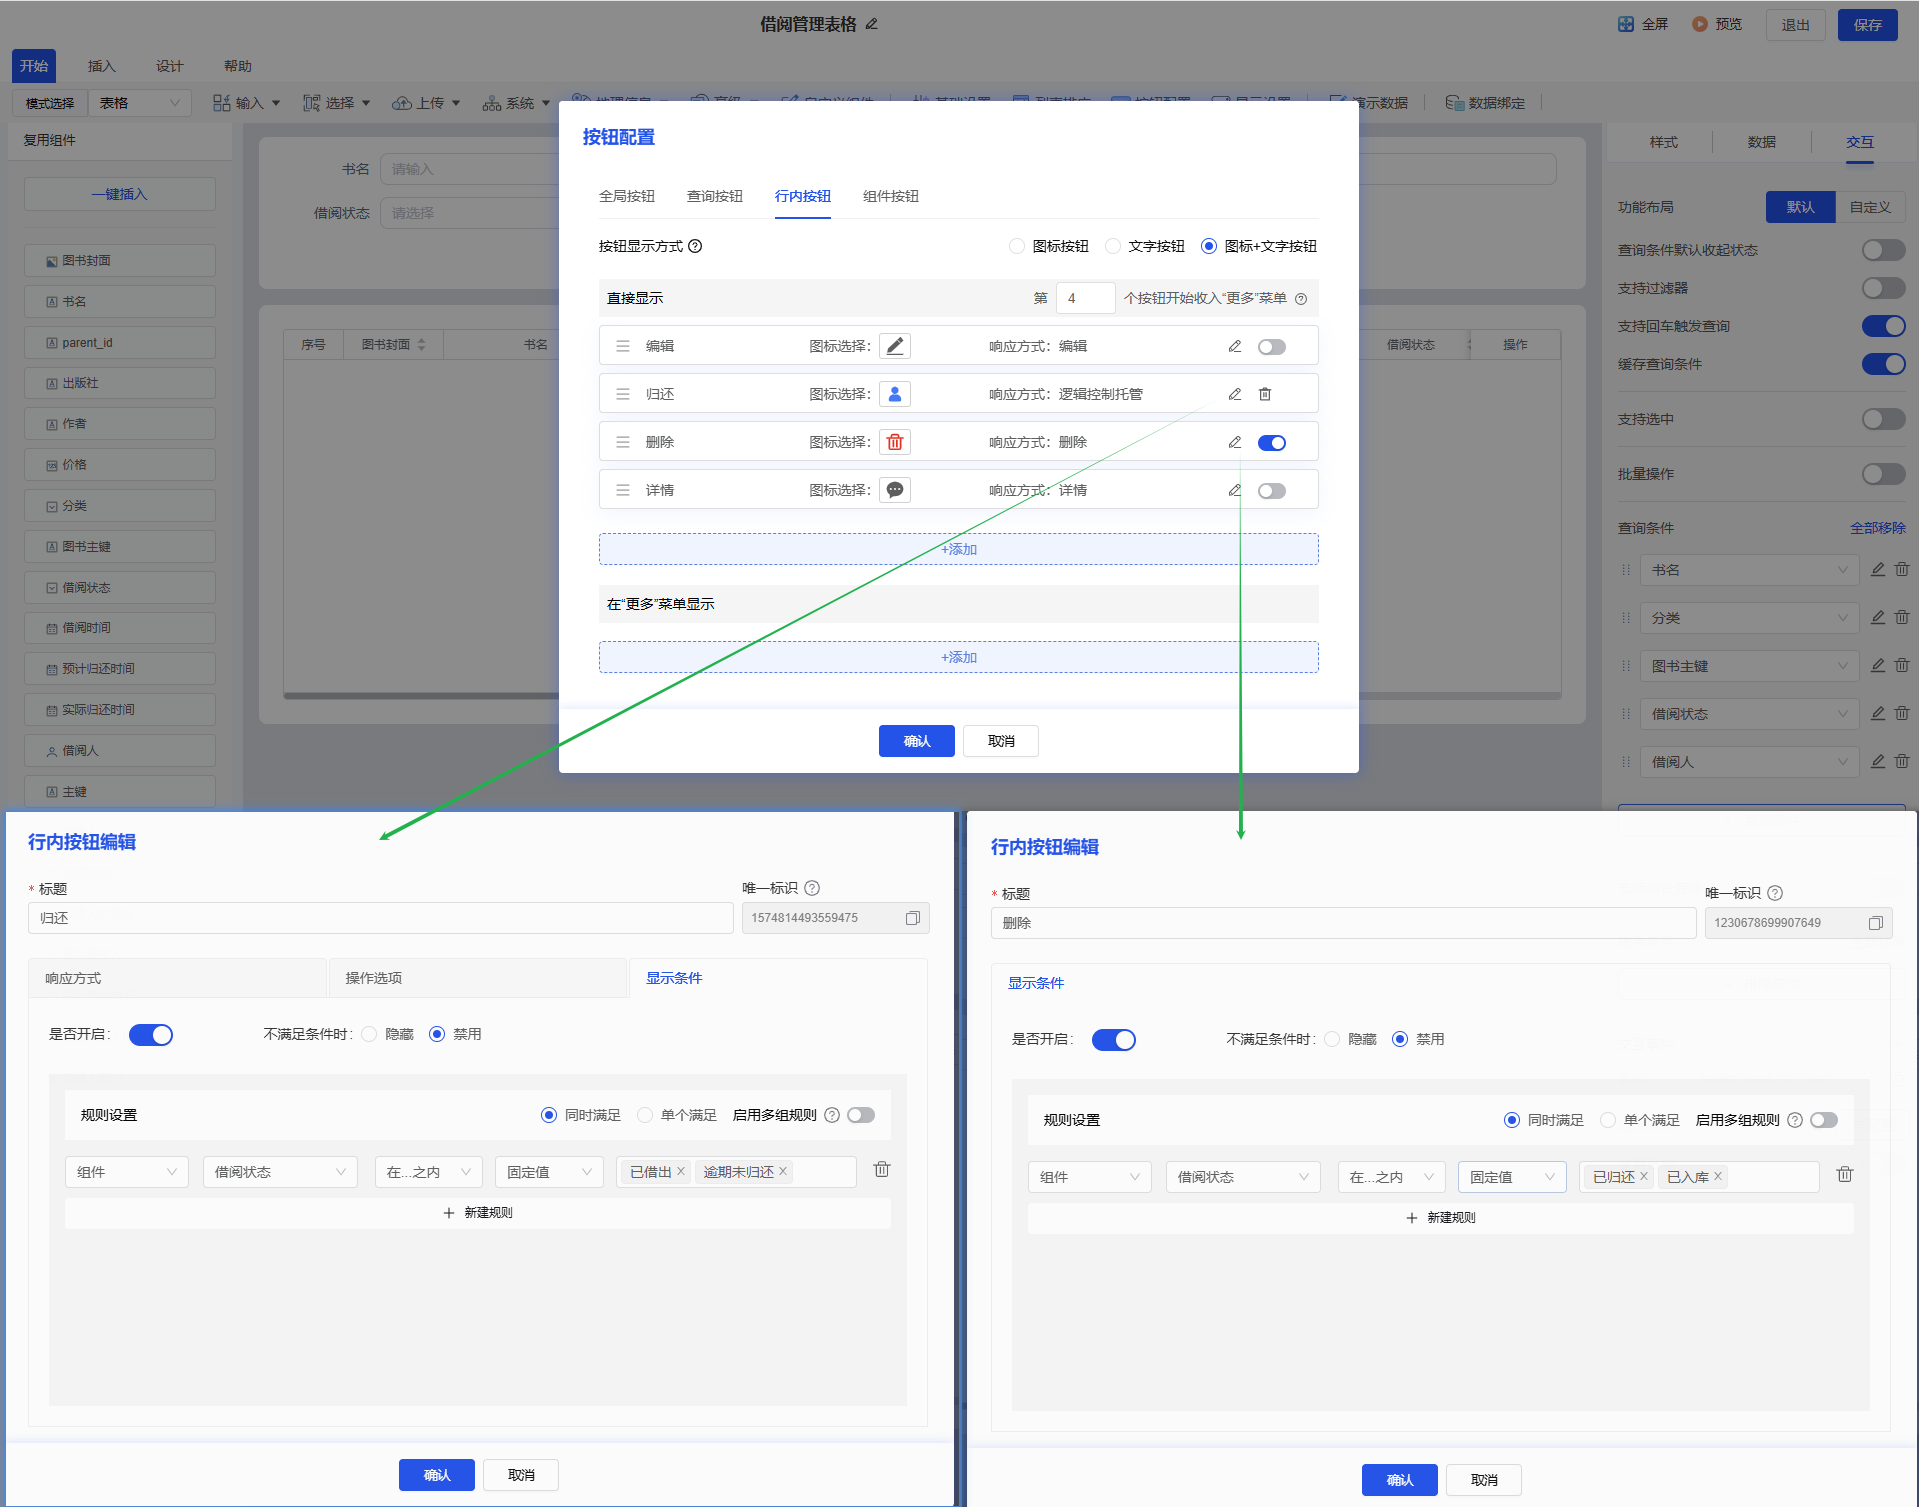 借阅管理表格
全屏
预览
退出
保存
开始
插入
设计
帮助
模式选择
表格
输入
选择
上传
系统
演示数据
数据绑定
复用组件
一键插入
图书封面
书名
parent_id
出版社
作者
价格
分类
图书主键
借阅状态
借阅时间
预计归还时间
实际归还时间
借阅人
主键
书名
请输入
借阅状态
请选择
序号
图书封面
书名
借阅状态
操作
按钮配置
全局按钮
查询按钮
行内按钮
组件按钮
按钮显示方式
图标按钮
文字按钮
图标+文字按钮
直接显示
第 4 个按钮开始收入“更多”菜单
编辑 图标选择： 响应方式：编辑
归还 图标选择： 响应方式：逻辑控制托管
删除 图标选择： 响应方式：删除
详情 图标选择： 响应方式：详情
+添加
在“更多”菜单显示
+添加
确认
取消
样式
数据
交互
功能布局
默认
自定义
查询条件默认收起状态
支持过滤器
支持回车触发查询
缓存查询条件
支持选中
批量操作
查询条件
全部移除
书名
分类
图书主键
借阅状态
借阅人
行内按钮编辑
* 标题
唯一标识
归还
1574814493559475
响应方式
操作选项
显示条件
是否开启：
不满足条件时： 隐藏 禁用
规则设置
同时满足 单个满足 启用多组规则
组件 借阅状态 在...之内 固定值 已借出 × 逾期未归还 ×
+ 新建规则
确认
取消
行内按钮编辑
* 标题
唯一标识
删除
1230678699907649
显示条件
是否开启：
不满足条件时： 隐藏 禁用
规则设置
同时满足 单个满足 启用多组规则
组件 借阅状态 在...之内 固定值 已归还 × 已入库 ×
+ 新建规则
确认
取消